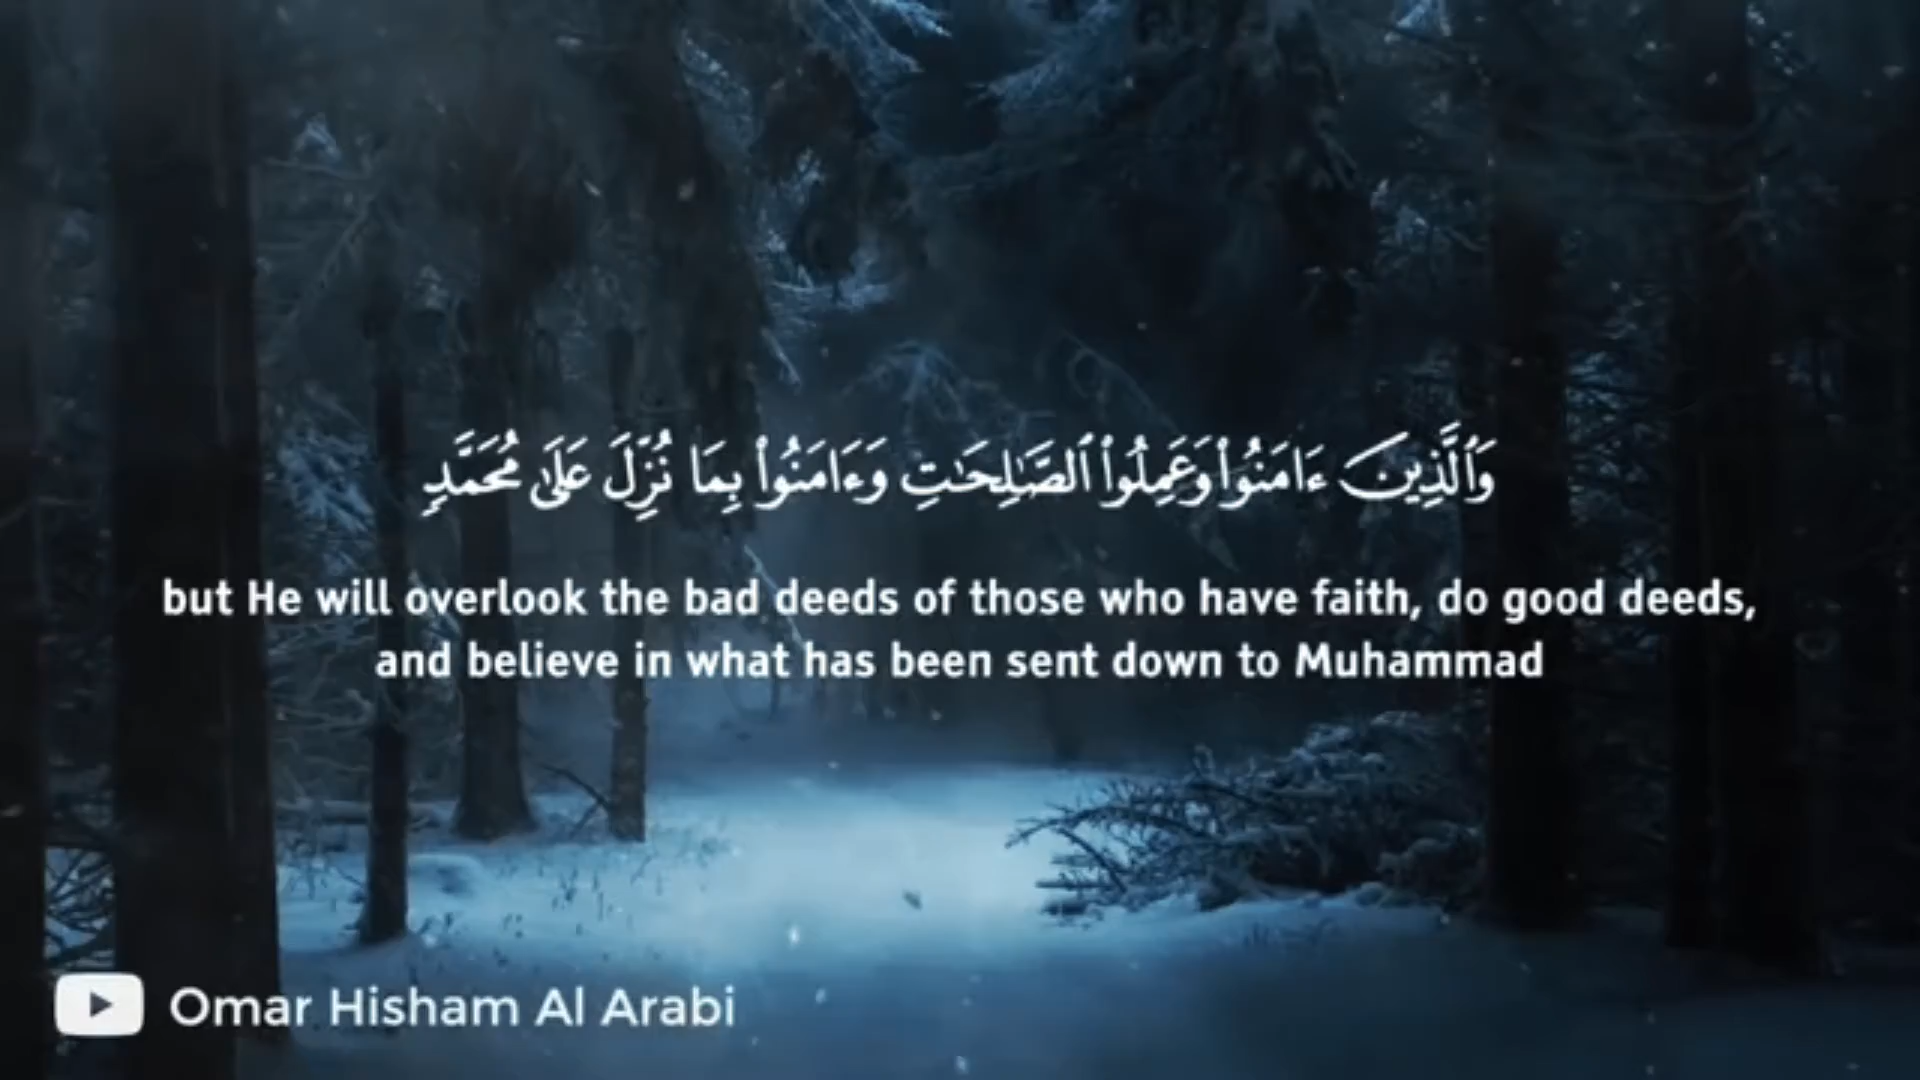 وَٱلَّذِينَ ءَامَنُوا۟ وَعَمِلُوا۟ ٱلصَّـٰلِحَـٰتِ وَءَامَنُوا۟ بِمَا نُزِّلَ عَلَىٰ مُحَمَّدٍ
but He will overlook the bad deeds of those who have faith, do good deeds,
and believe in what has been sent down to Muhammad
Omar Hisham Al Arabi